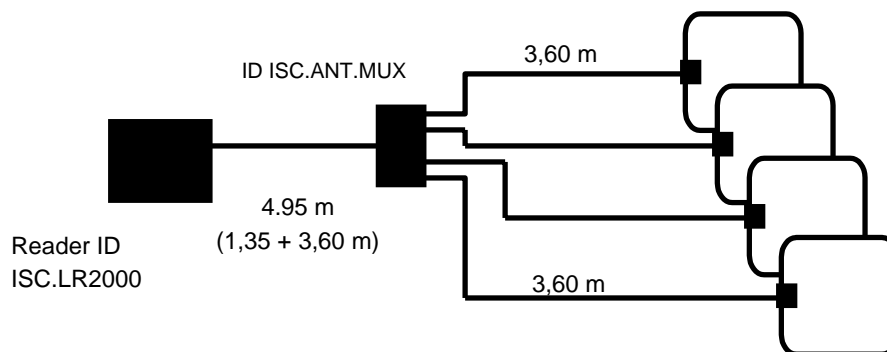 3,60 m
ID ISC.ANT.MUX
4.95 m
(1,35 + 3,60 m)
Reader ID
ISC.LR2000
3,60 m